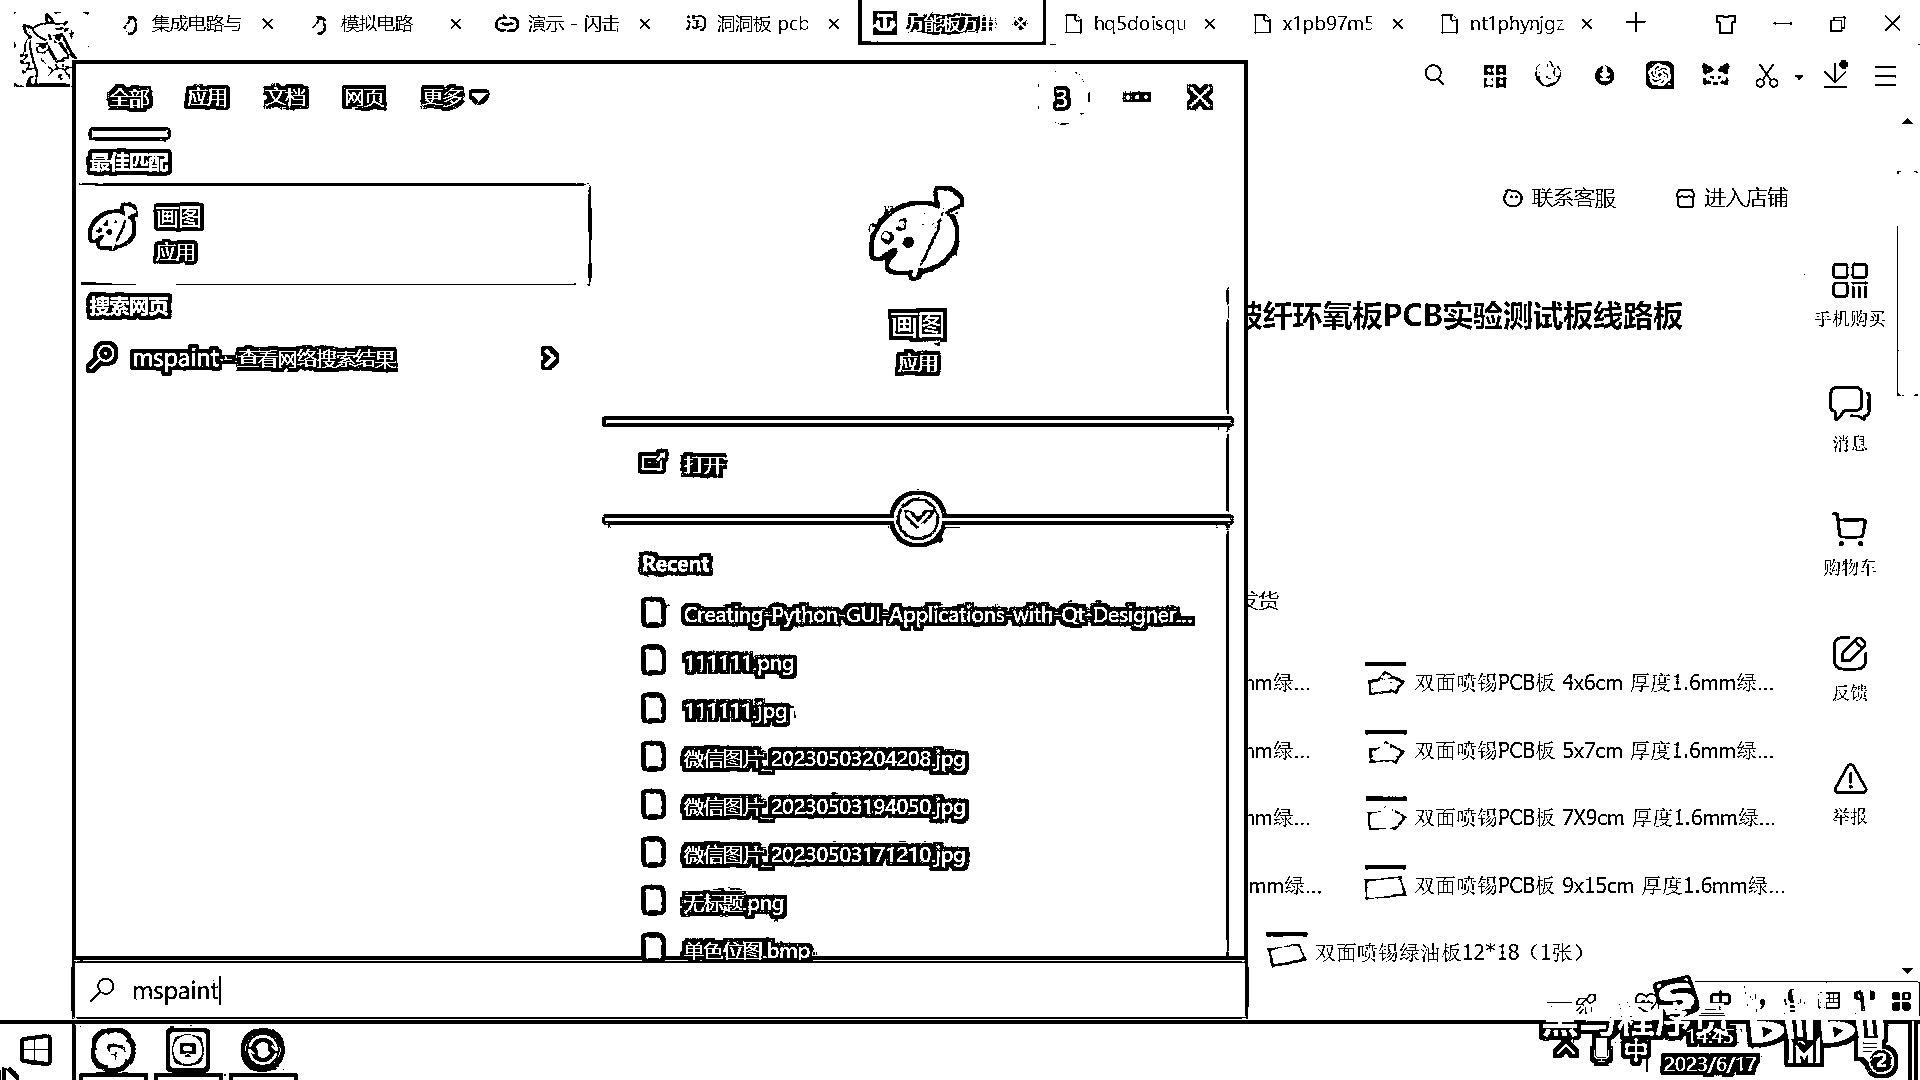 集成电路与
模拟电路
演示 - 闪击
洞洞板 pcb
万能板万用
hq5doisqu
x1pb97m5
nt1phynjgz
全部 应用 文档 网页 更多
3
最佳匹配
画图
应用
搜索网页
mspaint - 查看网络搜索结果
画图
应用
打开
Recent
Creating-Python-GUI-Applications-with-Qt-Designer...
111111.png
111111.jpg
微信图片_20230503204208.jpg
微信图片_20230503194050.jpg
微信图片_20230503171210.jpg
无标题.png
单色位图.bmp
mspaint
联系客服 进入店铺
玻纤环氧板PCB实验测试板线路板
发货
mm绿... 双面喷锡PCB板 4x6cm 厚度1.6mm绿...
mm绿... 双面喷锡PCB板 5x7cm 厚度1.6mm绿...
mm绿... 双面喷锡PCB板 7X9cm 厚度1.6mm绿...
mm绿... 双面喷锡PCB板 9x15cm 厚度1.6mm绿...
双面喷锡绿油板12*18（1张）
手机购买
消息
购物车
反馈
举报
中
黑马程序员
14:45
中
2023/6/17
2